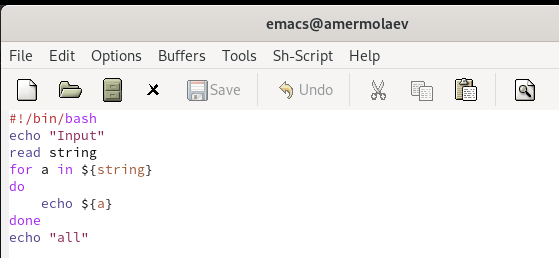 emacs@amermolaev
File Edit Options Buffers Tools Sh-Script Help
Save Undo
#!/bin/bash
echo "Input"
read string
for a in ${string}
do
    echo ${a}
done
echo "all"